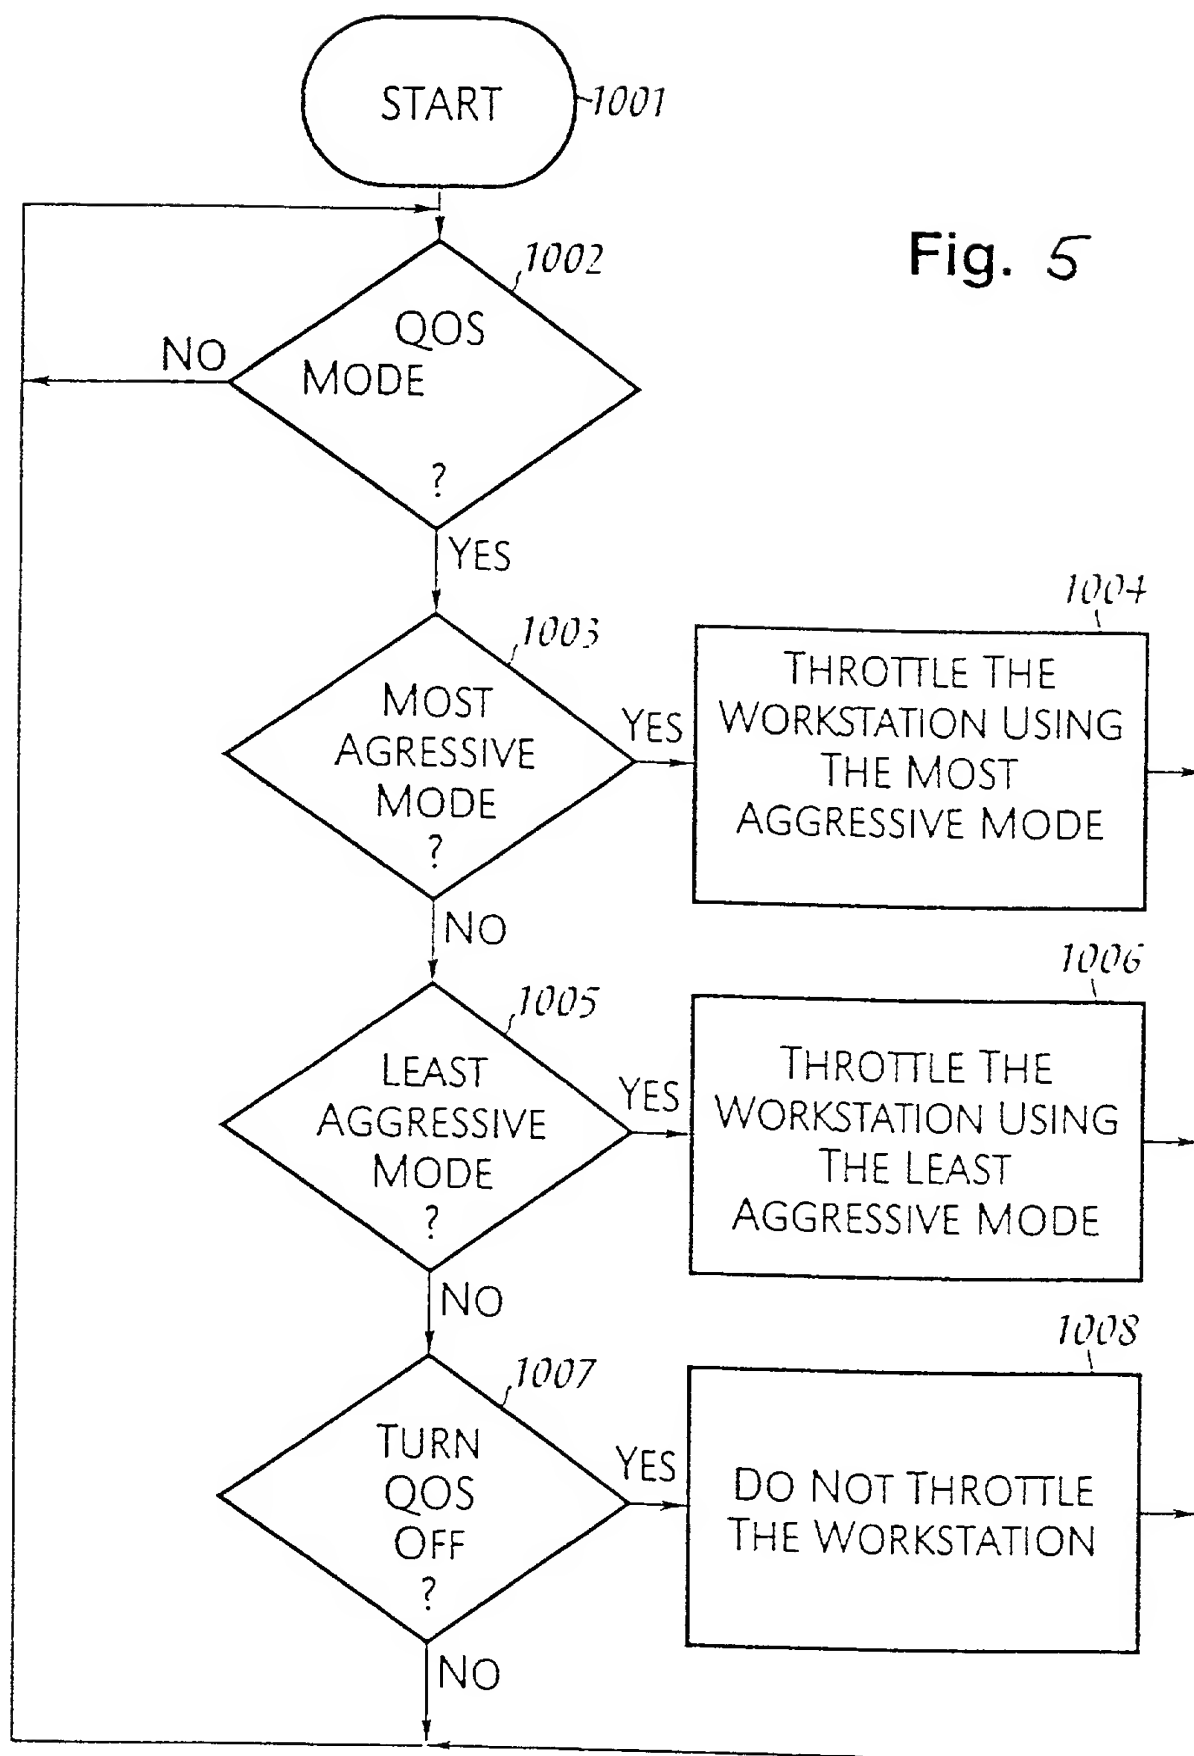 START
1001
Fig. 5
1002
QOS
MODE
?
NO
YES
1003
MOST
AGRESSIVE
MODE
?
YES
1004
THROTTLE THE
WORKSTATION USING
THE MOST
AGGRESSIVE MODE
NO
1005
LEAST
AGGRESSIVE
MODE
?
YES
1006
THROTTLE THE
WORKSTATION USING
THE LEAST
AGGRESSIVE MODE
NO
1007
TURN
QOS
OFF
?
YES
1008
DO NOT THROTTLE
THE WORKSTATION
NO